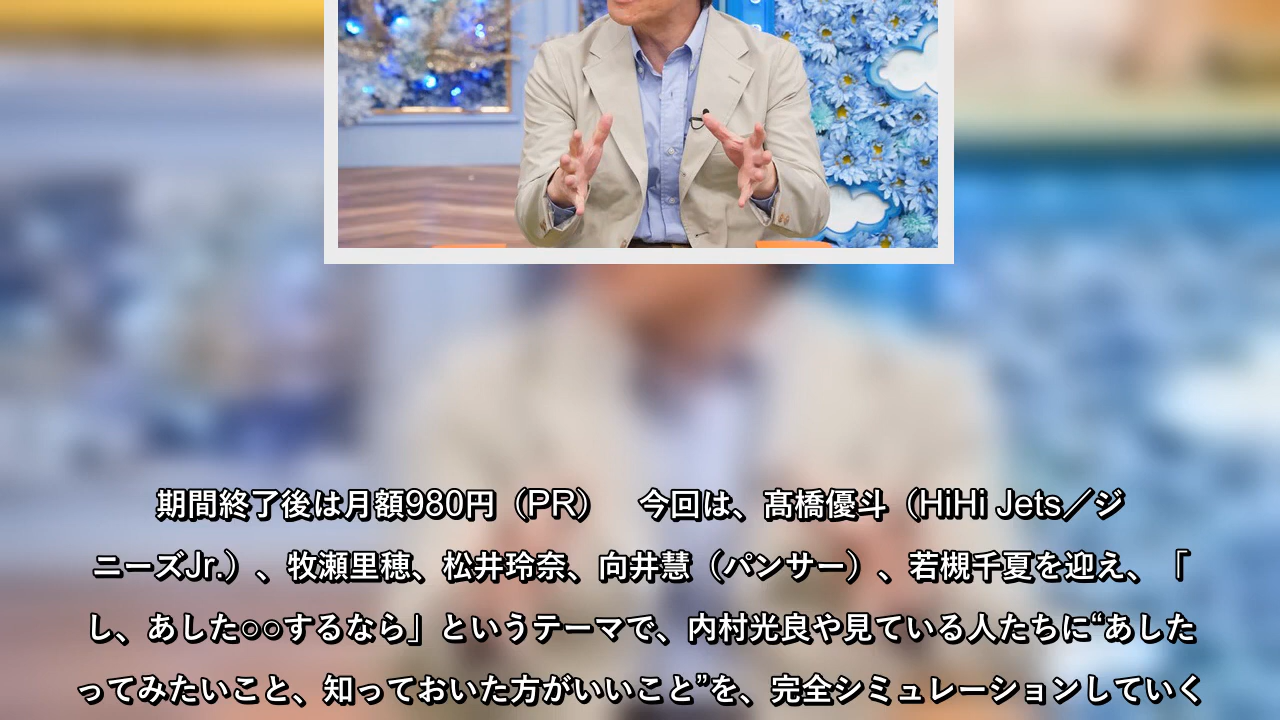 期間終了後は月額980円（PR）　今回は、髙橋優斗（HiHi Jets／ジ
ニーズJr.）、牧瀬里穂、松井玲奈、向井慧（パンサー）、若槻千夏を迎え、「
し、あした○○するなら」というテーマで、内村光良や見ている人たちに“あした
ってみたいこと、知っておいた方がいいこと”を、完全シミュレーションしていく